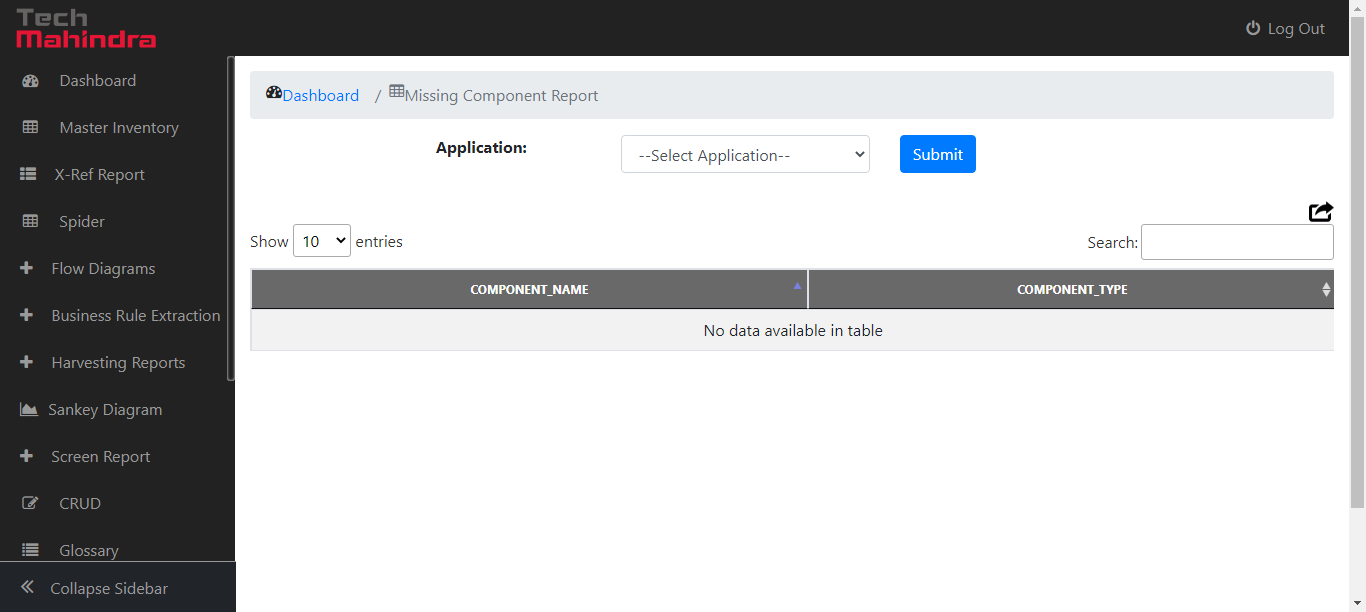 Tech
Mahindra
Log Out
Dashboard
Master Inventory
X-Ref Report
Spider
Flow Diagrams
Business Rule Extraction
Harvesting Reports
Sankey Diagram
Screen Report
CRUD
Glossary
Collapse Sidebar
Dashboard / Missing Component Report
Application: --Select Application-- Submit
Show 10 entries Search:
COMPONENT_NAME COMPONENT_TYPE
No data available in table